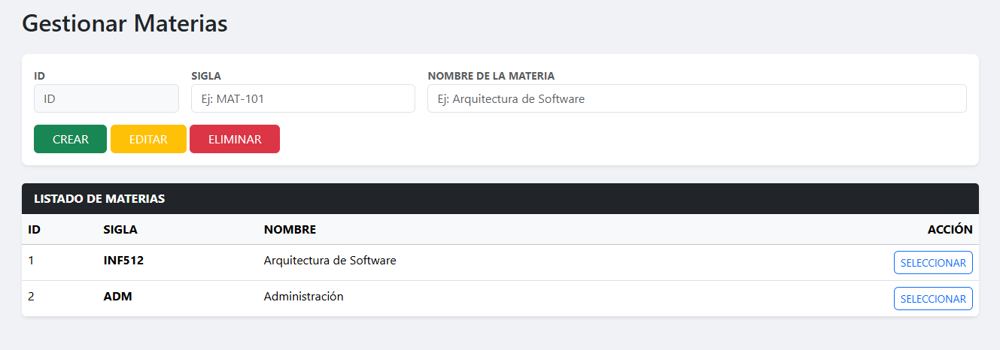 Gestionar Materias
ID SIGLA NOMBRE DE LA MATERIA
ID Ej: MAT-101 Ej: Arquitectura de Software
CREAR EDITAR ELIMINAR
LISTADO DE MATERIAS
ID SIGLA NOMBRE ACCIÓN
1 INF512 Arquitectura de Software SELECCIONAR
2 ADM Administración SELECCIONAR